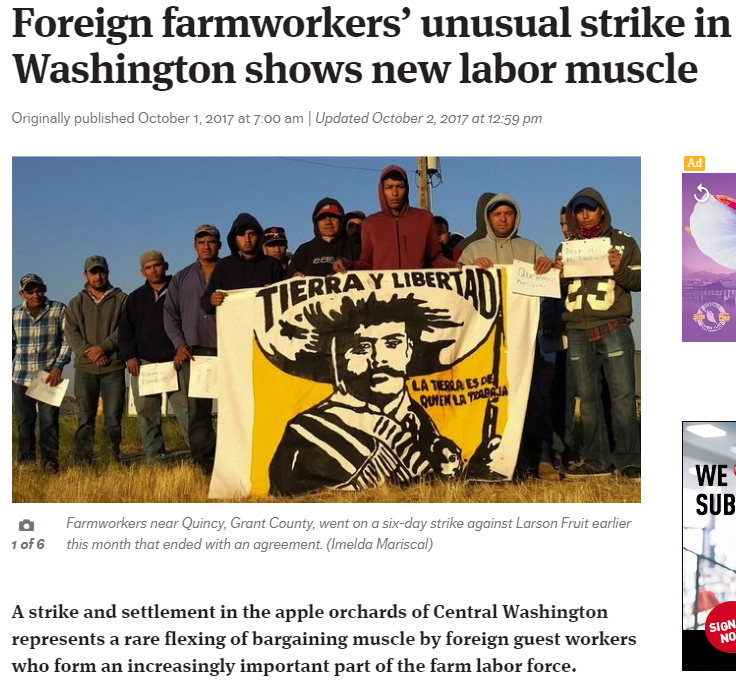 Foreign farmworkers’ unusual strike in
Washington shows new labor muscle
Originally published October 1, 2017 at 7:00 am | Updated October 2, 2017 at 12:59 pm
Ad
TIERRA Y LIBERTAD
LA TIERRA ES DE
QUIEN LA TRABAJA
WE
SUB
SIGN
NO
1 of 6
Farmworkers near Quincy, Grant County, went on a six-day strike against Larson Fruit earlier
this month that ended with an agreement. (Imelda Mariscal)
A strike and settlement in the apple orchards of Central Washington
represents a rare flexing of bargaining muscle by foreign guest workers
who form an increasingly important part of the farm labor force.